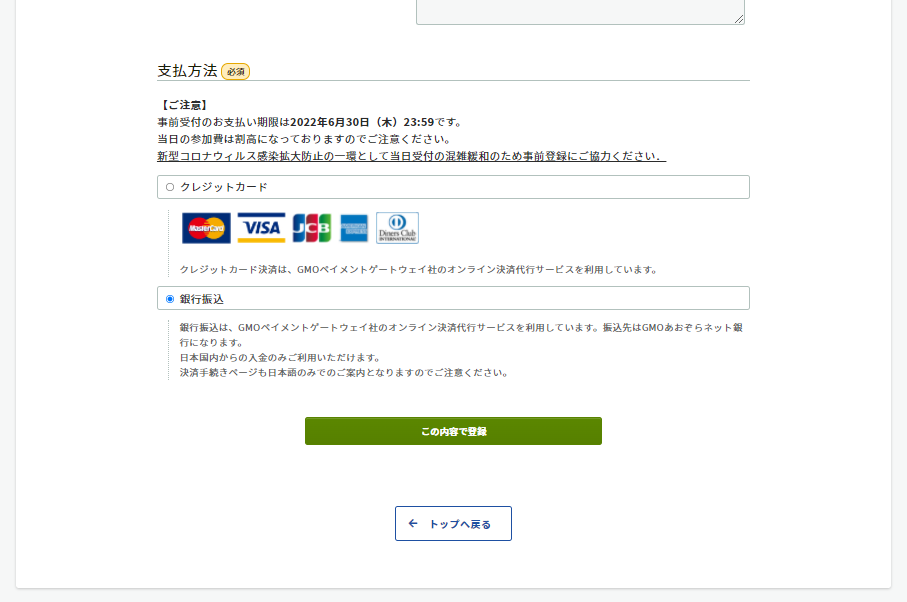 支払方法 必須
【ご注意】
事前受付のお支払い期限は2022年6月30日（木）23:59です。
当日の参加費は割高になっておりますのでご注意ください。
新型コロナウィルス感染拡大防止の一環として当日受付の混雑緩和のため事前登録にご協力ください．
クレジットカード
MasterCard VISA JCB AMERICAN EXPRESS Diners Club INTERNATIONAL
クレジットカード決済は、GMOペイメントゲートウェイ社のオンライン決済代行サービスを利用しています。
銀行振込
銀行振込は、GMOペイメントゲートウェイ社のオンライン決済代行サービスを利用しています。振込先はGMOあおぞらネット銀
行になります。
日本国内からの入金のみご利用いただけます。
決済手続きページも日本語のみでのご案内となりますのでご注意ください。
この内容で登録
← トップへ戻る